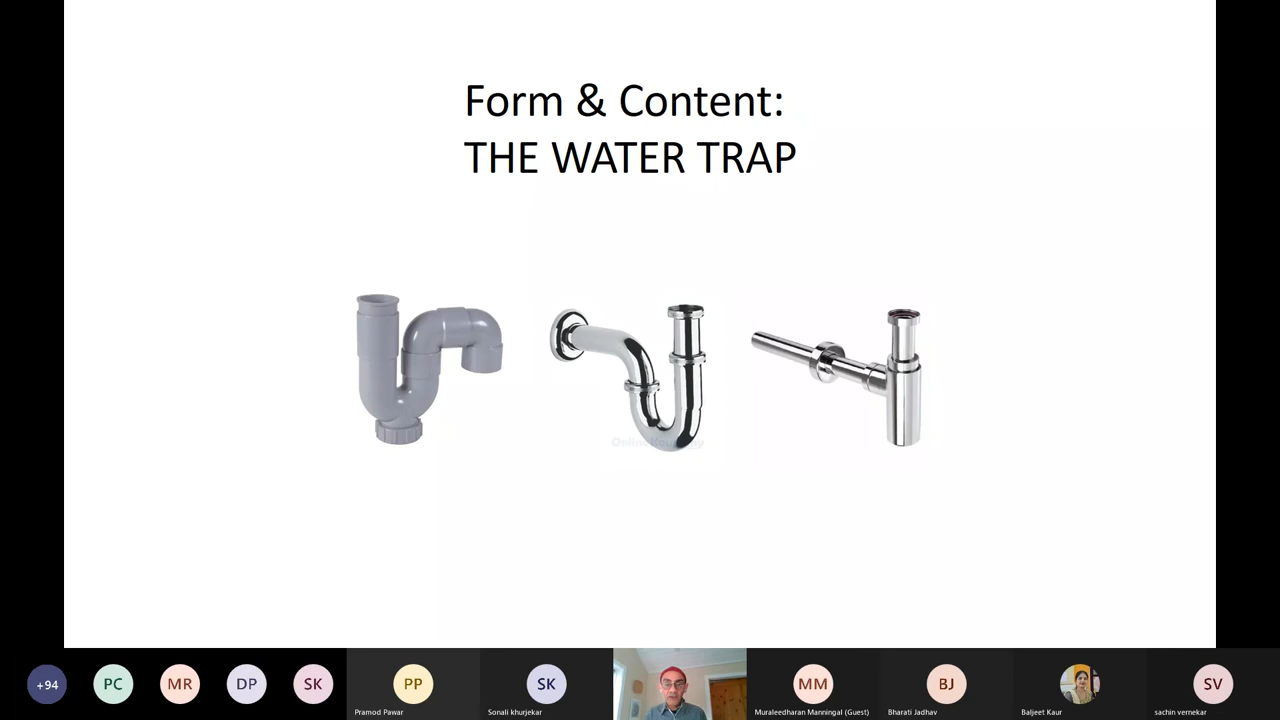 Form & Content:
THE WATER TRAP
+94
PC
MR
DP
SK
PP
Pramod Pawar
SK
Sonali khurjekar
MM
Muraleedharan Manningal (Guest)
BJ
Bharati Jadhav
Baljeet Kaur
SV
sachin vernekar